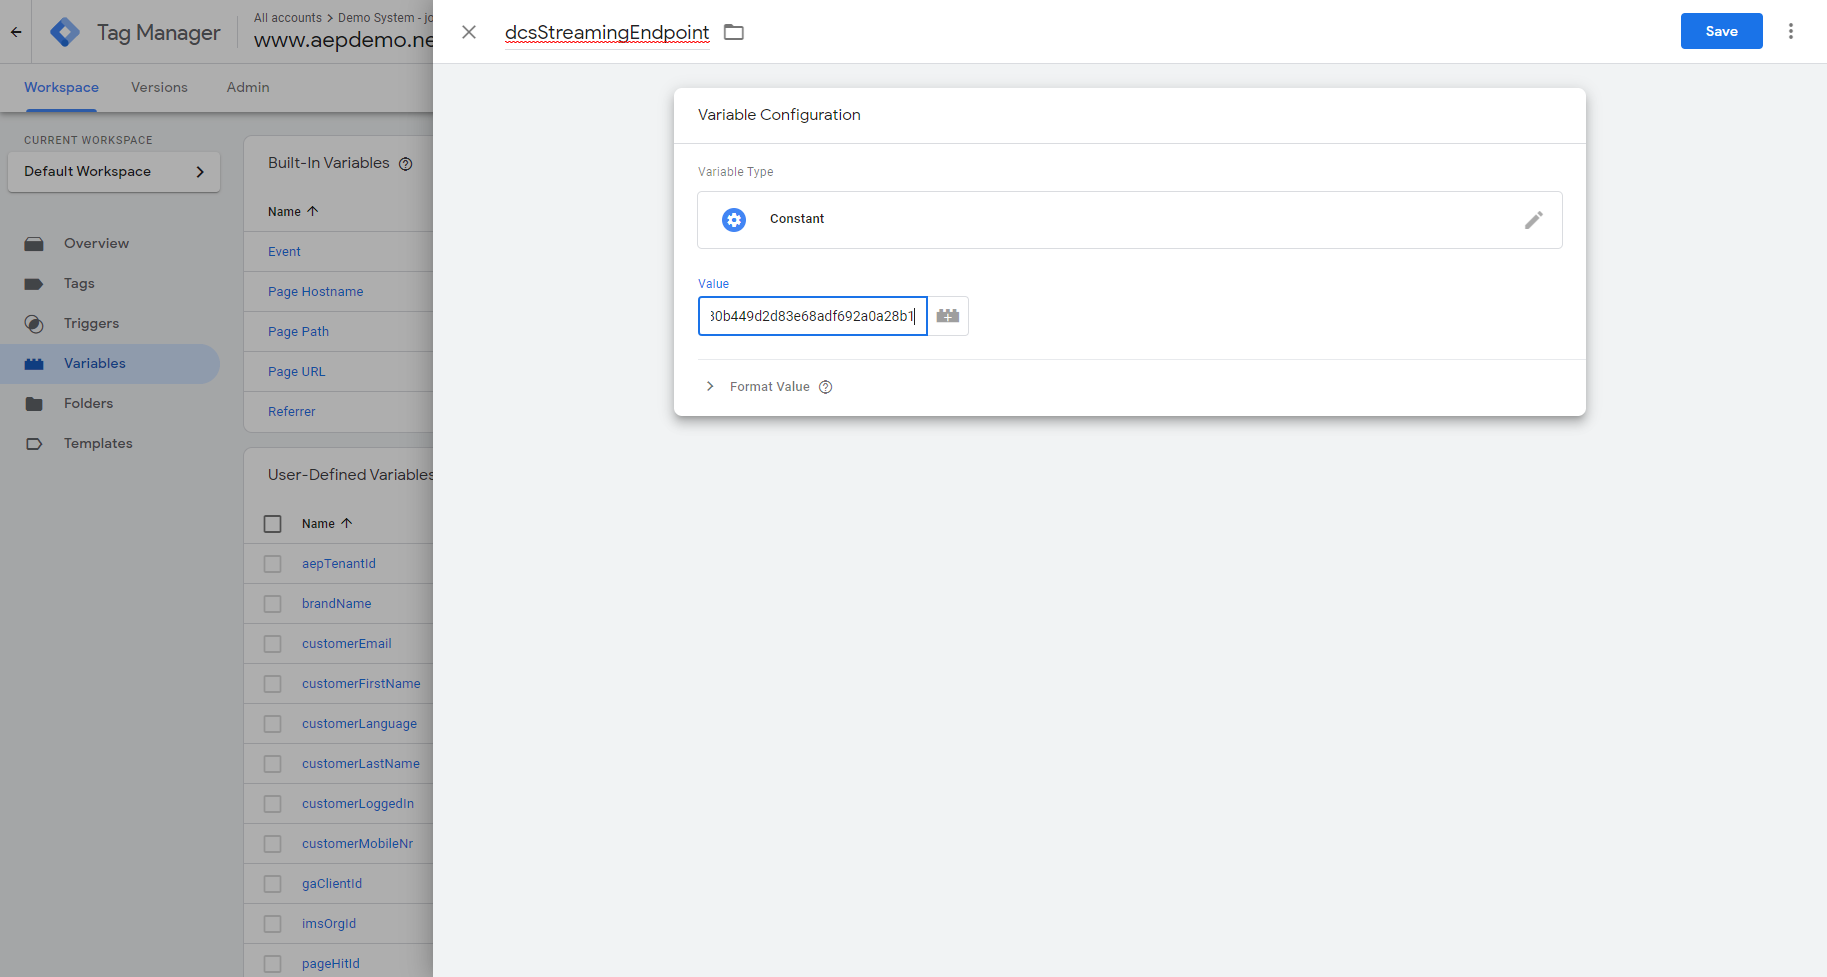 Tag Manager
All accounts > Demo System - jo
www.aepdemo.ne
dcsStreamingEndpoint
Save
Workspace
Versions
Admin
CURRENT WORKSPACE
Default Workspace
Overview
Tags
Triggers
Variables
Folders
Templates
Built-In Variables
Name
Event
Page Hostname
Page Path
Page URL
Referrer
User-Defined Variables
Name
aepTenantId
brandName
customerEmail
customerFirstName
customerLanguage
customerLastName
customerLoggedIn
customerMobileNr
gaClientId
imsOrgId
pageHitId
Variable Configuration
Variable Type
Constant
Value
30b449d2d83e68adf692a0a28b1
Format Value